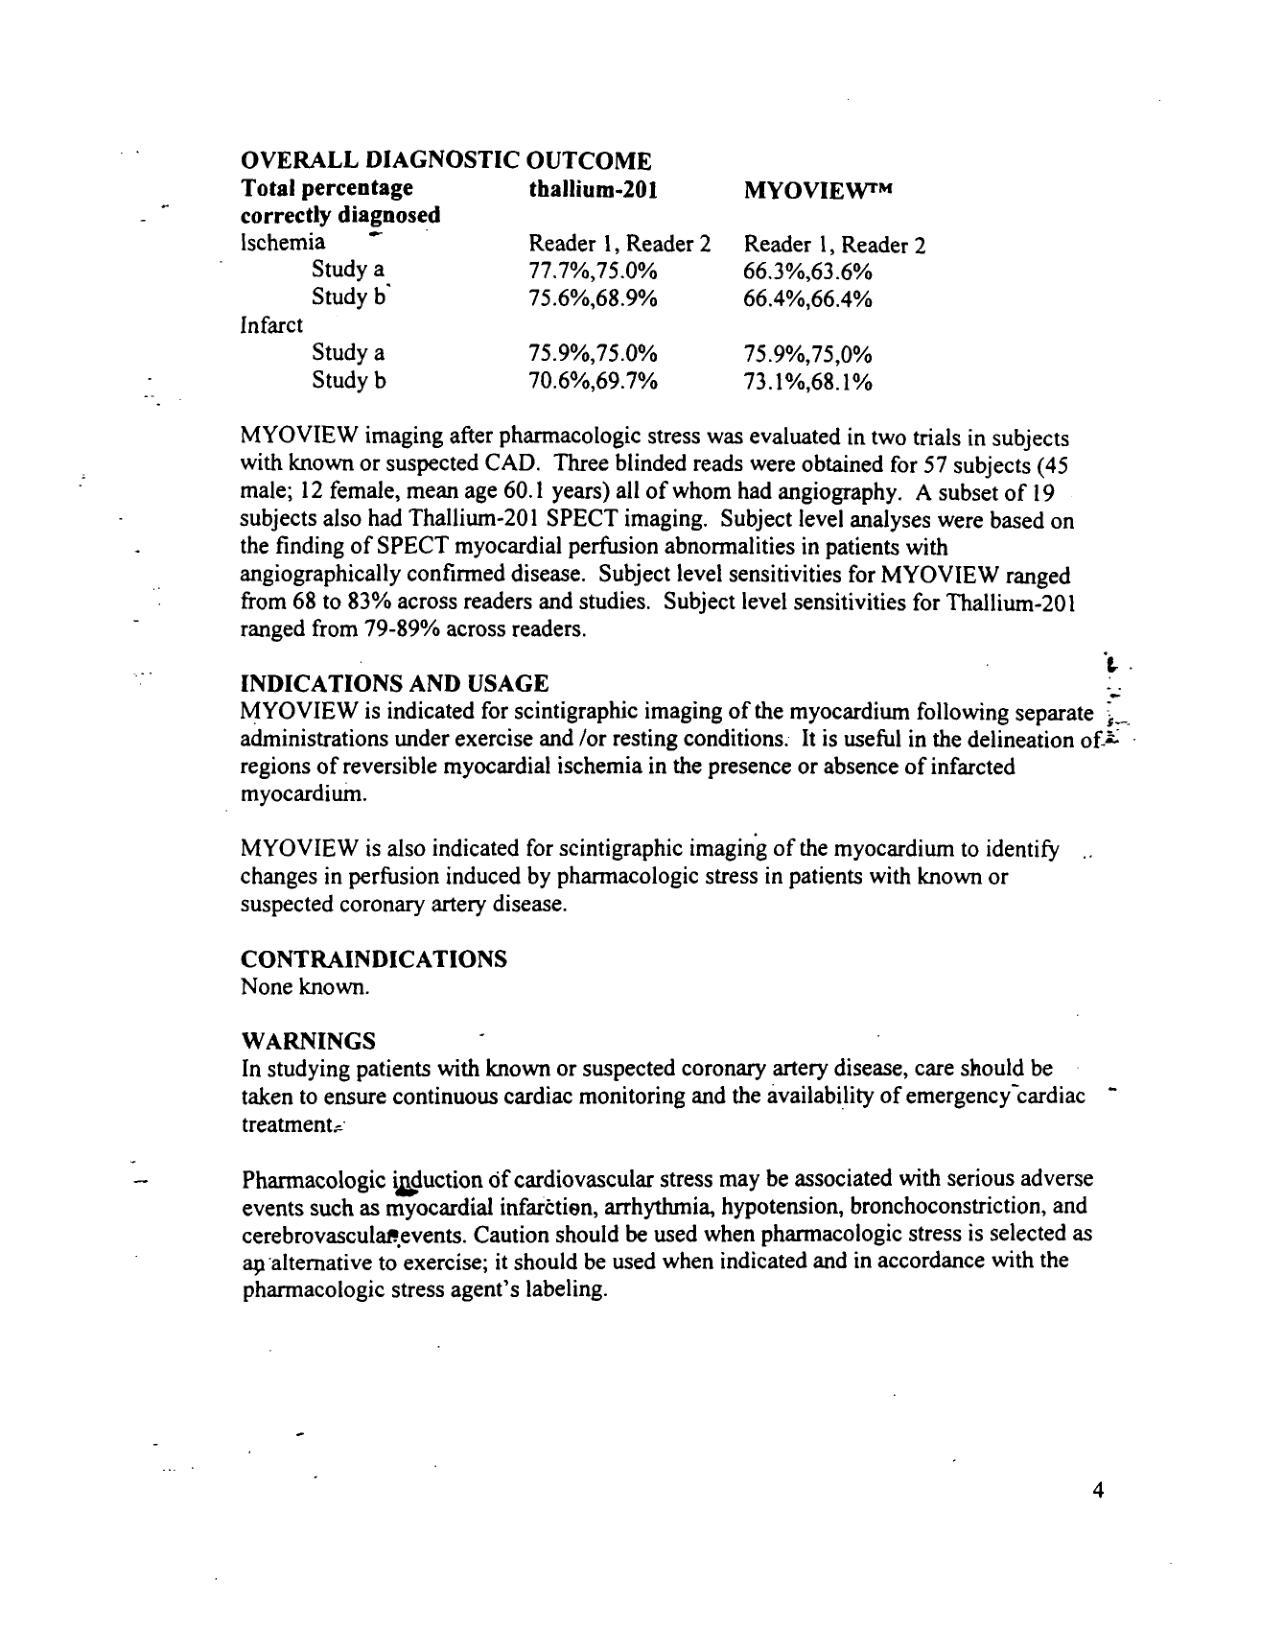 OVERALL DIAGNOSTIC OUTCOME
Total percentage thallium-201 MYOVIEW™
correctly diagnosed
Ischemia Reader 1, Reader 2 Reader 1, Reader 2
Study a 77.7%,75.0% 66.3%,63.6%
Study b 75.6%,68.9% 66.4%,66.4%
Infarct
Study a 75.9%,75.0% 75.9%,75,0%
Study b 70.6%,69.7% 73.1%,68.1%
MYOVIEW imaging after pharmacologic stress was evaluated in two trials in subjects
with known or suspected CAD. Three blinded reads were obtained for 57 subjects (45
male; 12 female, mean age 60.1 years) all of whom had angiography. A subset of 19
subjects also had Thallium-201 SPECT imaging. Subject level analyses were based on
the finding of SPECT myocardial perfusion abnormalities in patients with
angiographically confirmed disease. Subject level sensitivities for MYOVIEW ranged
from 68 to 83% across readers and studies. Subject level sensitivities for Thallium-201
ranged from 79-89% across readers.
INDICATIONS AND USAGE
MYOVIEW is indicated for scintigraphic imaging of the myocardium following separate
administrations under exercise and /or resting conditions. It is useful in the delineation of
regions of reversible myocardial ischemia in the presence or absence of infarcted
myocardium.
MYOVIEW is also indicated for scintigraphic imaging of the myocardium to identify
changes in perfusion induced by pharmacologic stress in patients with known or
suspected coronary artery disease.
CONTRAINDICATIONS
None known.
WARNINGS
In studying patients with known or suspected coronary artery disease, care should be
taken to ensure continuous cardiac monitoring and the availability of emergency cardiac
treatment.
Pharmacologic induction of cardiovascular stress may be associated with serious adverse
events such as myocardial infarction, arrhythmia, hypotension, bronchoconstriction, and
cerebrovascular events. Caution should be used when pharmacologic stress is selected as
an alternative to exercise; it should be used when indicated and in accordance with the
pharmacologic stress agent's labeling.
4